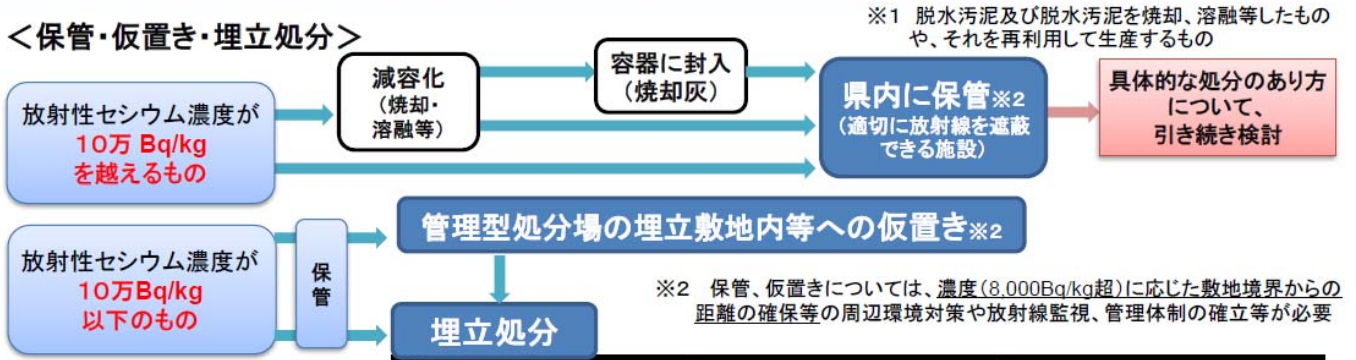 ＜保管・仮置き・埋立処分＞
※1 脱水汚泥及び脱水汚泥を焼却、溶融等したもの
や、それを再利用して生産するもの
放射性セシウム濃度が
10万 Bq/kg
を越えるもの
減容化
（焼却・
溶融等）
容器に封入
（焼却灰）
県内に保管※2
（適切に放射線を遮蔽
できる施設）
具体的な処分のあり方
について、
引き続き検討
放射性セシウム濃度が
10万Bq/kg
以下のもの
保
管
管理型処分場の埋立敷地内等への仮置き※2
埋立処分
※2 保管、仮置きについては、濃度（8,000Bq/kg超）に応じた敷地境界からの
距離の確保等の周辺環境対策や放射線監視、管理体制の確立等が必要